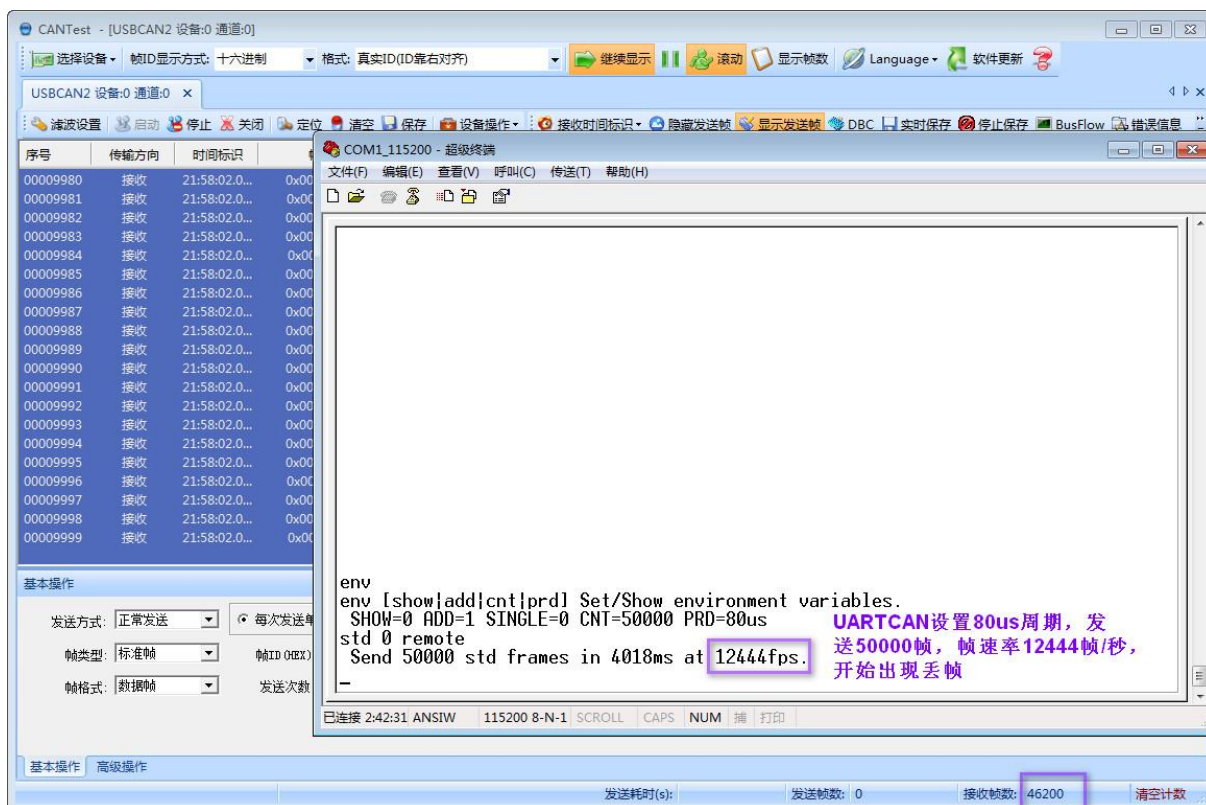 CANTest - [USBCAN2 设备:0 通道:0]
选择设备 帧ID显示方式: 十六进制 格式: 真实ID(ID靠右对齐) 继续显示 滚动 显示帧数 Language 软件更新
USBCAN2 设备:0 通道:0
滤波设置 启动 停止 关闭 定位 清空 保存 设备操作 接收时间标识 隐藏发送帧 显示发送帧 DBC 实时保存 停止保存 BusFlow 错误信息
序号 传输方向 时间标识
00009980 接收 21:58:02.0... 0x00
00009981 接收 21:58:02.0... 0x00
00009982 接收 21:58:02.0... 0x00
00009983 接收 21:58:02.0... 0x00
00009984 接收 21:58:02.0... 0x00
00009985 接收 21:58:02.0... 0x00
00009986 接收 21:58:02.0... 0x00
00009987 接收 21:58:02.0... 0x00
00009988 接收 21:58:02.0... 0x00
00009989 接收 21:58:02.0... 0x00
00009990 接收 21:58:02.0... 0x00
00009991 接收 21:58:02.0... 0x00
00009992 接收 21:58:02.0... 0x00
00009993 接收 21:58:02.0... 0x00
00009994 接收 21:58:02.0... 0x00
00009995 接收 21:58:02.0... 0x00
00009996 接收 21:58:02.0... 0x00
00009997 接收 21:58:02.0... 0x00
00009998 接收 21:58:02.0... 0x00
00009999 接收 21:58:02.0... 0x00
COM1_115200 - 超级终端
文件(F) 编辑(E) 查看(V) 呼叫(C) 传送(T) 帮助(H)
env
env [show|add|cnt|prd] Set/Show environment variables.
SHOW=0 ADD=1 SINGLE=0 CNT=50000 PRD=80us
std 0 remote
Send 50000 std frames in 4018ms at 12444fps.
UARTCAN设置80us周期，发
送50000帧，帧速率12444帧/秒，
开始出现丢帧
已连接 2:42:31 ANSIW 115200 8-N-1 SCROLL CAPS NUM 捕 打印
基本操作
发送方式: 正常发送 每次发送单
帧类型: 标准帧 帧ID(HEX)
帧格式: 数据帧 发送次数
基本操作 高级操作
发送耗时(s): 发送帧数: 0 接收帧数: 46200 清空计数